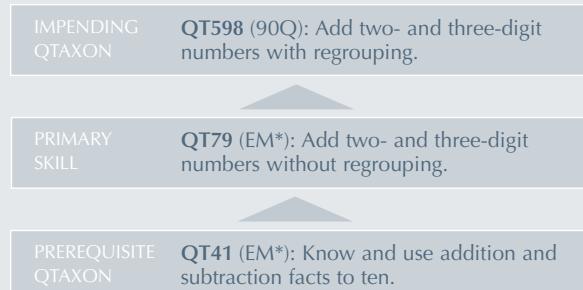 IMPENDING QTAXON
QT598 (90Q): Add two- and three-digit
numbers with regrouping.
PRIMARY SKILL
QT79 (EM*): Add two- and three-digit
numbers without regrouping.
PREREQUISITE QTAXON
QT41 (EM*): Know and use addition and
subtraction facts to ten.